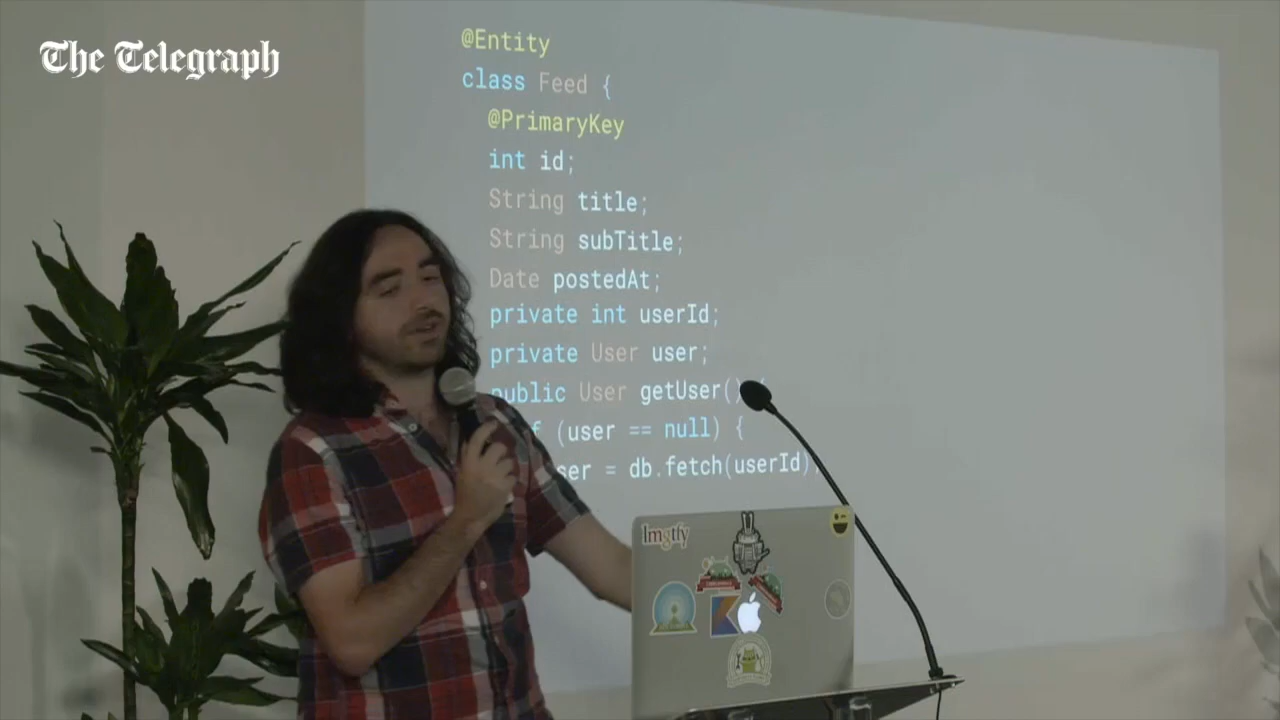 The Telegraph
@Entity
class Feed {
@PrimaryKey
int id;
String title;
String subTitle;
Date postedAt;
private int userId;
private User user;
public User getUser() {
(user == null) {
= db.fetch(userId)
lmgtfy